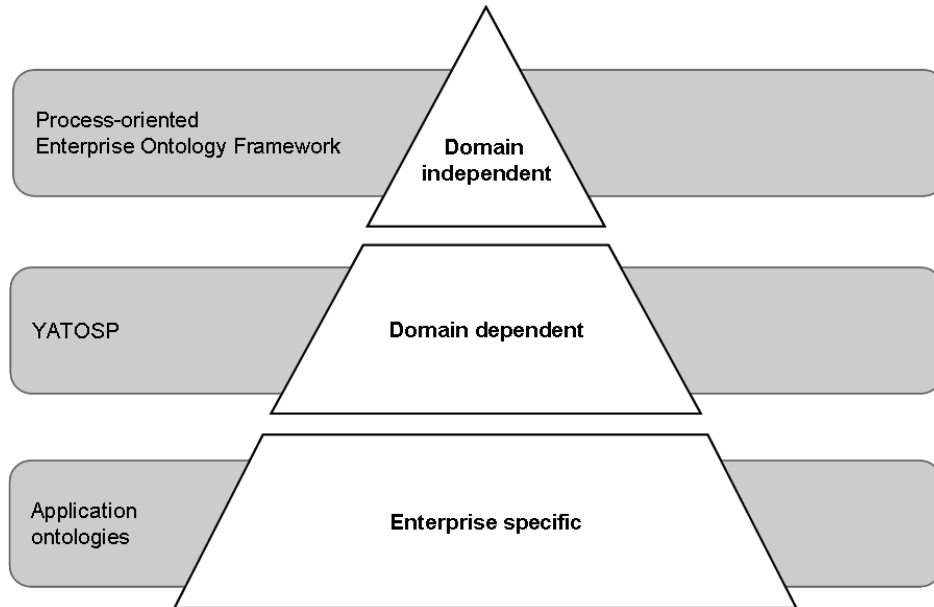 Process-oriented
Enterprise Ontology Framework
Domain
independent
YATOSP
Domain dependent
Application
ontologies
Enterprise specific